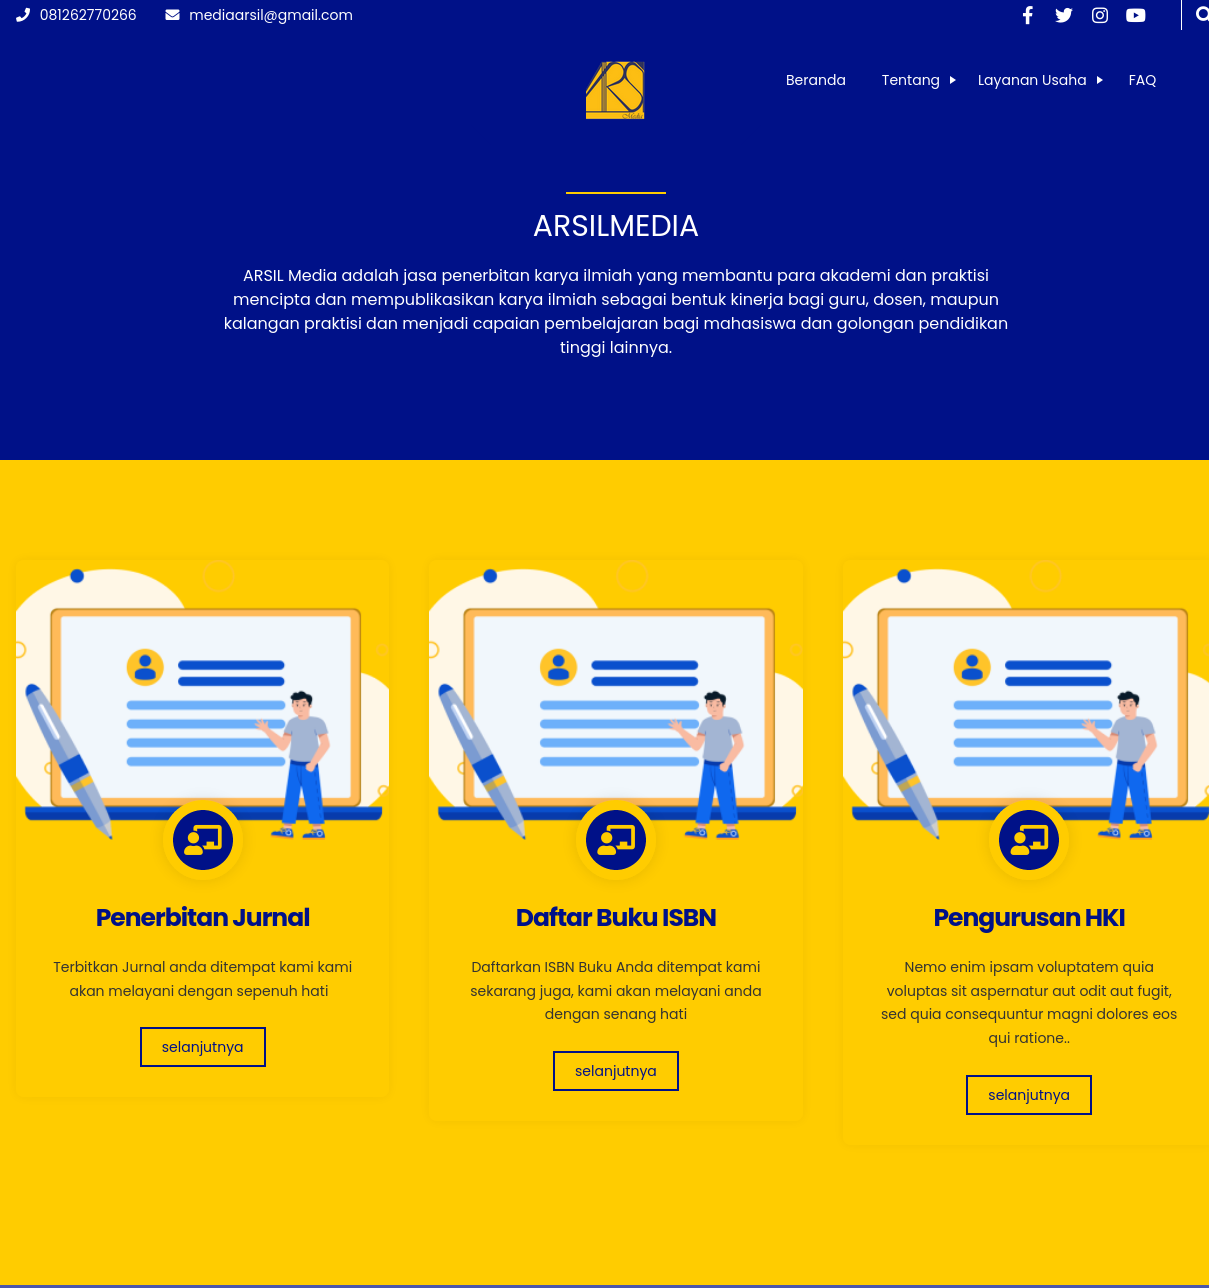 081262770266
mediaarsil@gmail.com
ARS
Beranda
Tentang
Layanan Usaha
FAQ
ARSILMEDIA
ARSIL Media adalah jasa penerbitan karya ilmiah yang membantu para akademi dan praktisi
mencipta dan mempublikasikan karya ilmiah sebagai bentuk kinerja bagi guru, dosen, maupun
kalangan praktisi dan menjadi capaian pembelajaran bagi mahasiswa dan golongan pendidikan
tinggi lainnya.
Penerbitan Jurnal
Terbitkan Jurnal anda ditempat kami kami
akan melayani dengan sepenuh hati
selanjutnya
Daftar Buku ISBN
Daftarkan ISBN Buku Anda ditempat kami
sekarang juga, kami akan melayani anda
dengan senang hati
selanjutnya
Pengurusan HKI
Nemo enim ipsam voluptatem quia
voluptas sit aspernatur aut odit aut fugit,
sed quia consequuntur magni dolores eos
qui ratione..
selanjutnya